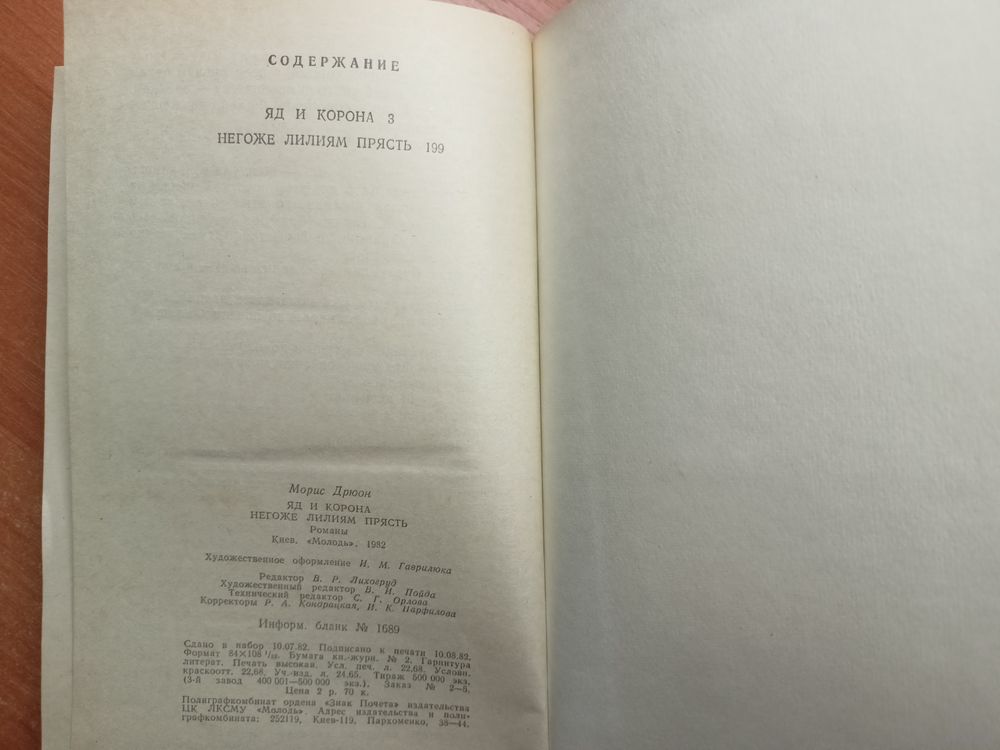 СОДЕРЖАНИЕ
ЯД И КОРОНА 3
НЕГОЖЕ ЛИЛИЯМ ПРЯСТЬ 199
Морис Дрюон
ЯД И КОРОНА
НЕГОЖЕ ЛИЛИЯМ ПРЯСТЬ
Романы
Киев, «Молодь», 1982
Художественное оформление И. М. Гаврилюка
Редактор В. Р. Лихогруд
Художественный редактор В. И. Пойда
Технический редактор С. Г. Орлова
Корректоры Р. А. Кондрацкая, И. К. Парфилова
Информ. бланк № 1689
Сдано в набор 10.07.82. Подписано к печати 10.08.82.
Формат 84×108 1/32. Бумага кн.-журн. № 2. Гарнитура
литерат. Печать высокая. Усл. печ. л. 22,68. Условн.
краскоотт. 22,68. Уч.-изд. л. 24,65. Тираж 500 000 экз.
(3-й завод 400 001—500 000 экз.). Заказ № 2—5.
Цена 2 р. 70 к.
Полиграфкомбинат ордена «Знак Почета» издательства
ЦК ЛКСМУ «Молодь». Адрес издательства и поли-
графкомбината: 252119, Киев-119, Пархоменко, 38—44.